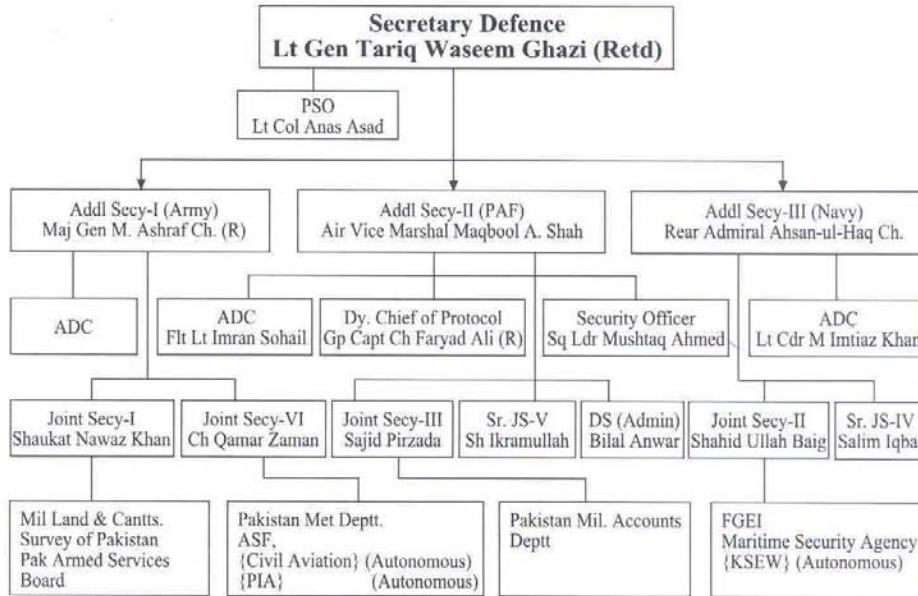 Secretary Defence
Lt Gen Tariq Waseem Ghazi (Retd)
PSO
Lt Col Anas Asad
Addl Secy-I (Army)
Maj Gen M. Ashraf Ch. (R)
Addl Secy-II (PAF)
Air Vice Marshal Maqbool A. Shah
Addl Secy-III (Navy)
Rear Admiral Ahsan-ul-Haq Ch.
ADC
ADC
Flt Lt Imran Sohail
Dy. Chief of Protocol
Gp Capt Ch Faryad Ali (R)
Security Officer
Sq Ldr Mushtaq Ahmed
ADC
Lt Cdr M Imtiaz Khan
Joint Secy-I
Shaukat Nawaz Khan
Joint Secy-VI
Ch Qamar Zaman
Joint Secy-III
Sajid Pirzada
Sr. JS-V
Sh Ikramullah
DS (Admin)
Bilal Anwar
Joint Secy-II
Shahid Ullah Baig
Sr. JS-IV
Salim Iqbal
Mil Land & Cantts.
Survey of Pakistan
Pak Armed Services
Board
Pakistan Met Deptt.
ASF,
{Civil Aviation} (Autonomous)
{PIA} (Autonomous)
Pakistan Mil. Accounts
Deptt
FGEI
Maritime Security Agency
{KSEW} (Autonomous)